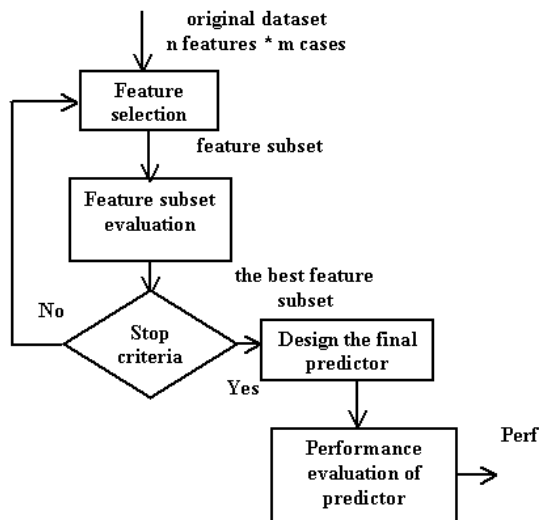 original dataset
n features * m cases
Feature
selection
feature subset
Feature subset
evaluation
the best feature
subset
No
Stop
criteria
Design the final
predictor
Yes
Performance
evaluation of
predictor
Perf